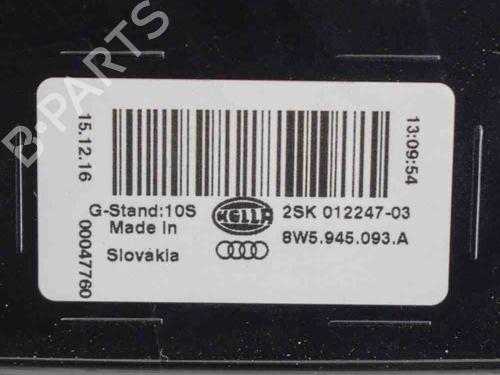 B-PARTS
15.12.16
00047760
13:09:54
G-Stand:10S
Made in
Slovakia
HELLA
2SK 012247-03
8W5.945.093.A